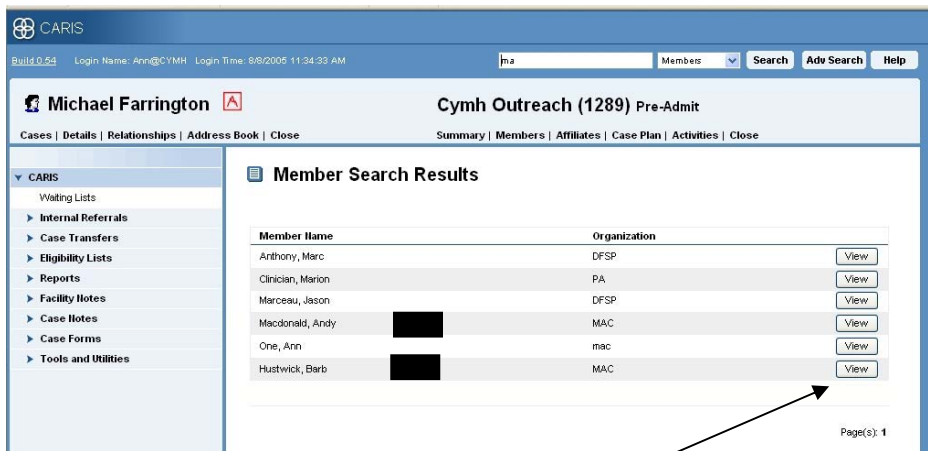 CARIS
Build 0.54 Login Name: Ann@CYMH Login Time: 8/8/2005 11:34:33 AM ma Members Search Adv Search Help
Michael Farrington A Cymh Outreach (1289) Pre-Admit
Cases | Details | Relationships | Address Book | Close Summary | Members | Affiliates | Case Plan | Activities | Close
CARIS
Waiting Lists
Internal Referrals
Case Transfers
Eligibility Lists
Reports
Facility Notes
Case Notes
Case Forms
Tools and Utilities
Member Search Results
Member Name Organization
Anthony, Marc DFSP View
Clinician, Marion PA View
Marceau, Jason DFSP View
Macdonald, Andy MAC View
One, Ann mac View
Hustwick, Barb MAC View
Page(s): 1